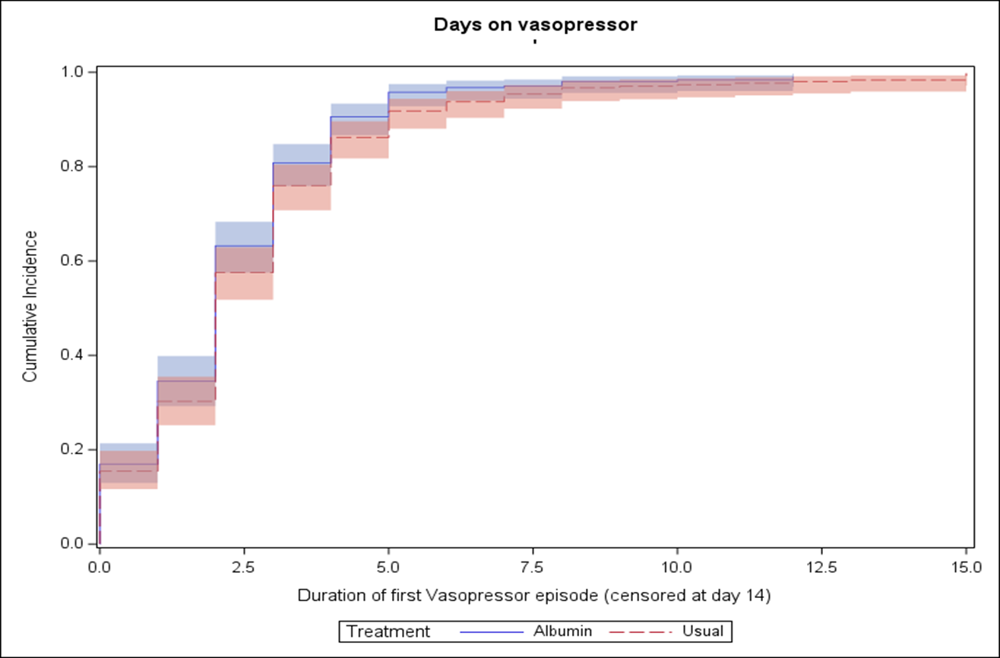 Days on vasopressor
1.0
0.8
0.6
0.4
0.2
0.0
Cumulative Incidence
0.0 2.5 5.0 7.5 10.0 12.5 15.0
Duration of first Vasopressor episode (censored at day 14)
Treatment Albumin Usual